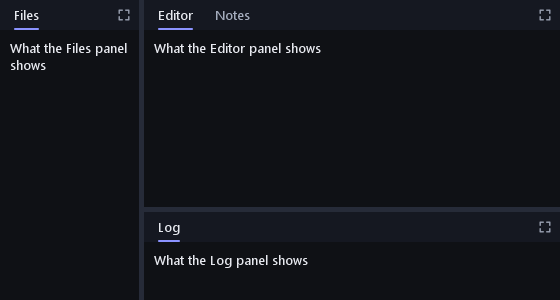 Files
What the Files panel
shows
Editor Notes
What the Editor panel shows
Log
What the Log panel shows